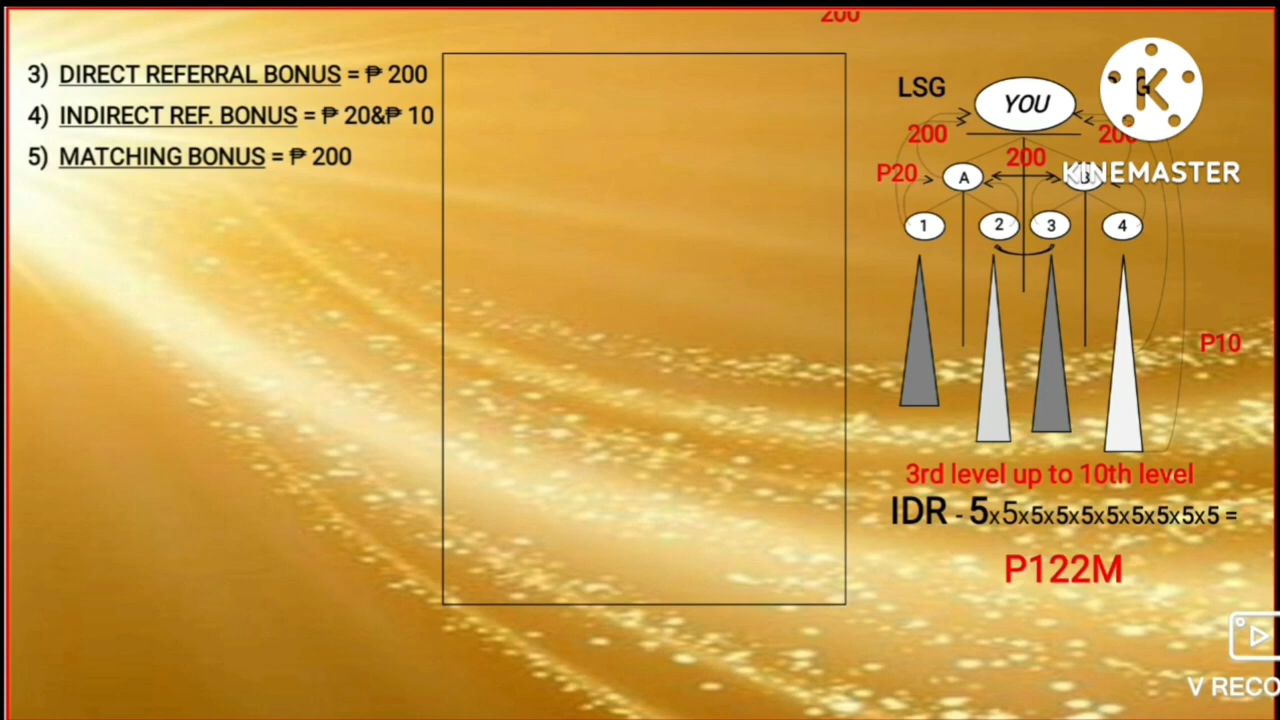 200
3) DIRECT REFERRAL BONUS = ₱ 200
4) INDIRECT REF. BONUS = ₱ 20&₱ 10
5) MATCHING BONUS = ₱ 200
LSG
YOU
G
K
200
200
200
KINEMASTER
P20
A
B
1
2
3
4
P10
3rd level up to 10th level
IDR - 5x5x5x5x5x5x5x5x5x5 =
P122M
V RECO